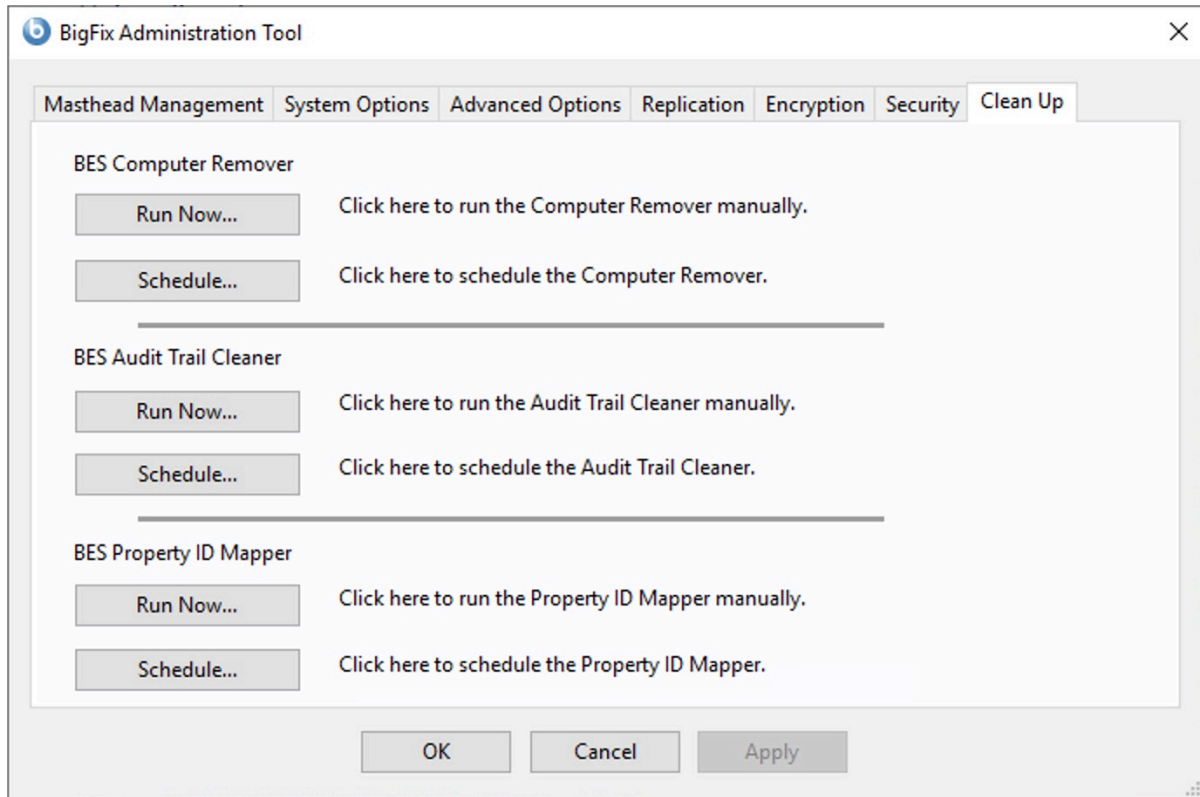 BigFix Administration Tool
Masthead Management System Options Advanced Options Replication Encryption Security Clean Up
BES Computer Remover
Run Now... Click here to run the Computer Remover manually.
Schedule... Click here to schedule the Computer Remover.
BES Audit Trail Cleaner
Run Now... Click here to run the Audit Trail Cleaner manually.
Schedule... Click here to schedule the Audit Trail Cleaner.
BES Property ID Mapper
Run Now... Click here to run the Property ID Mapper manually.
Schedule... Click here to schedule the Property ID Mapper.
OK Cancel Apply